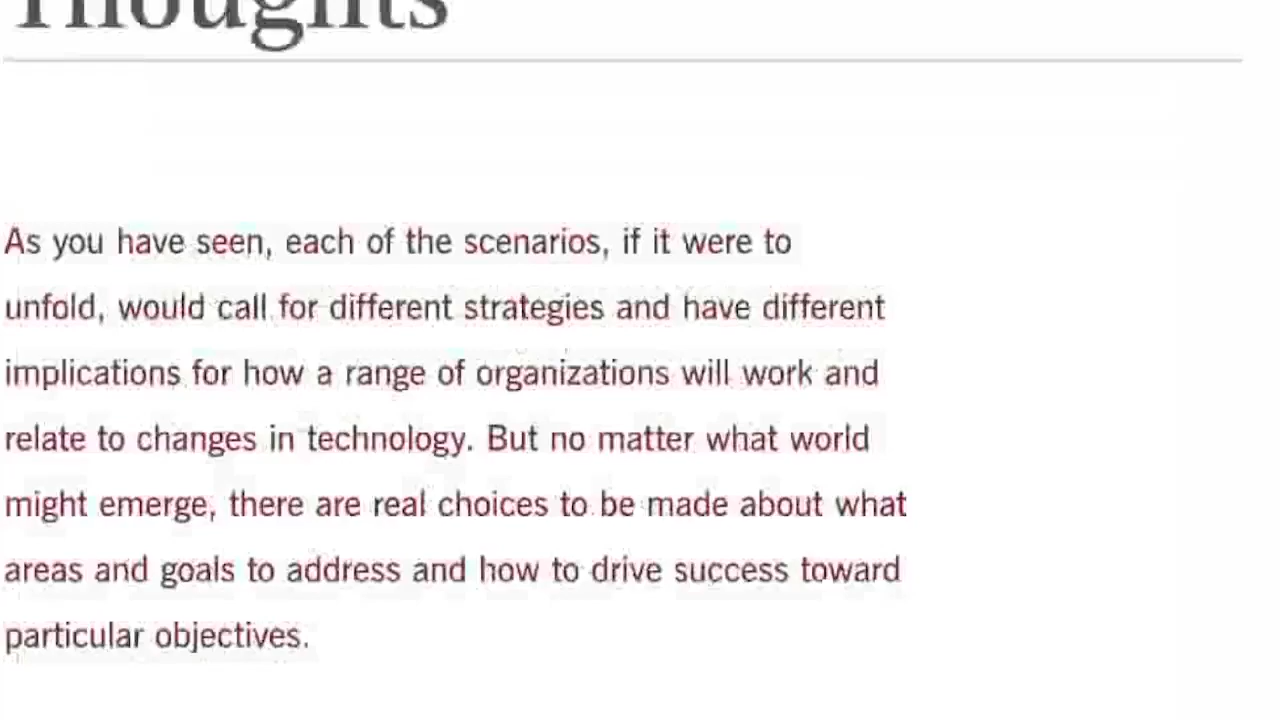 Thoughts
As you have seen, each of the scenarios, if it were to
unfold, would call for different strategies and have different
implications for how a range of organizations will work and
relate to changes in technology. But no matter what world
might emerge, there are real choices to be made about what
areas and goals to address and how to drive success toward
particular objectives.